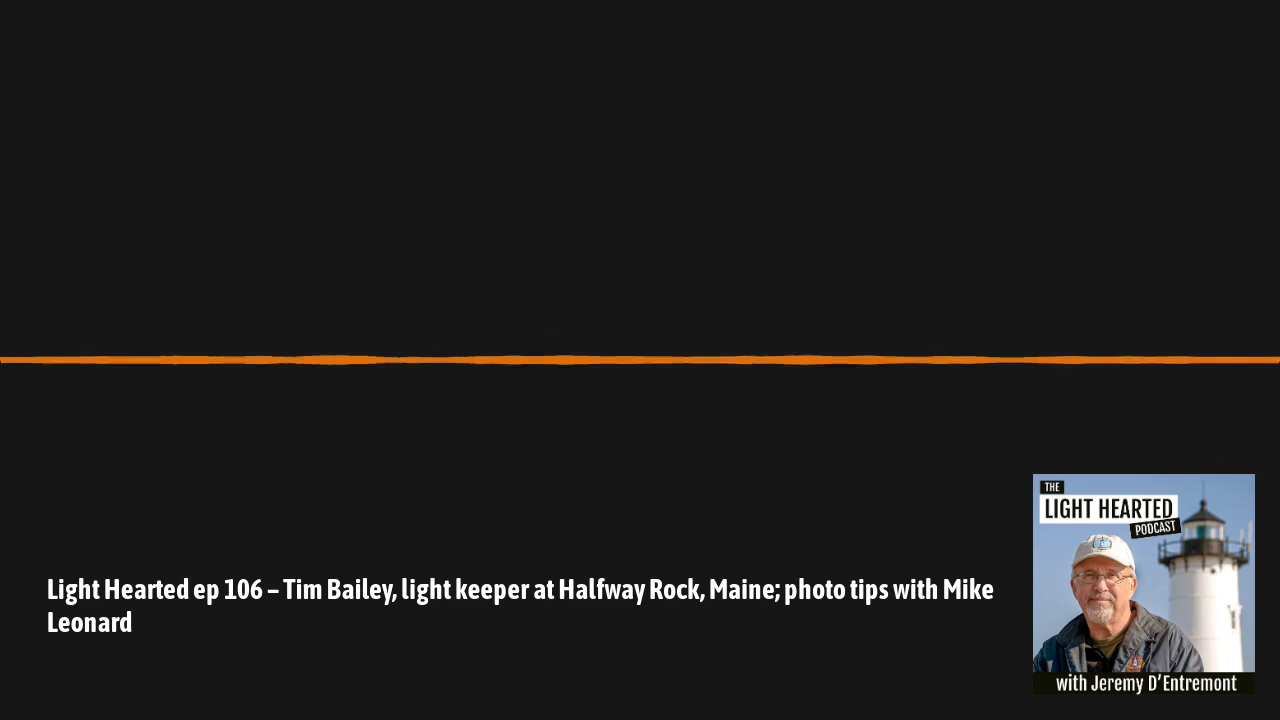 THE
LIGHT HEARTED
PODCAST
Light Hearted ep 106 – Tim Bailey, light keeper at Halfway Rock, Maine; photo tips with Mike
Leonard
with Jeremy D'Entremont